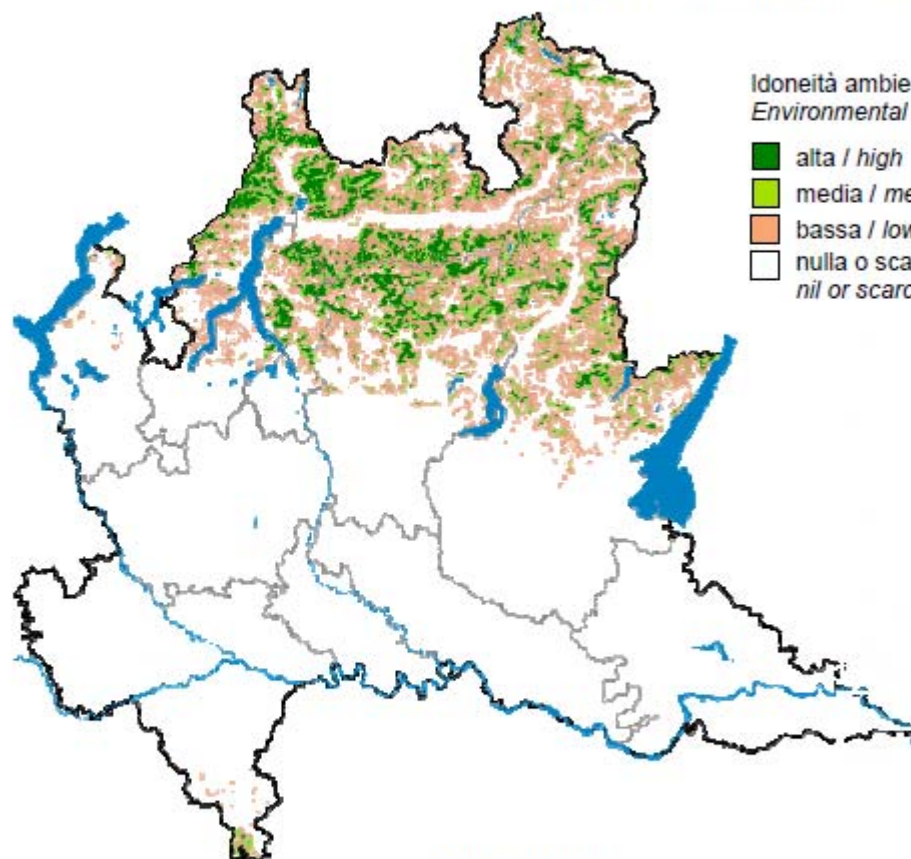 Idoneità ambie
Environmental
alta / high
media / me
bassa / low
nulla o sca
nil or scarc